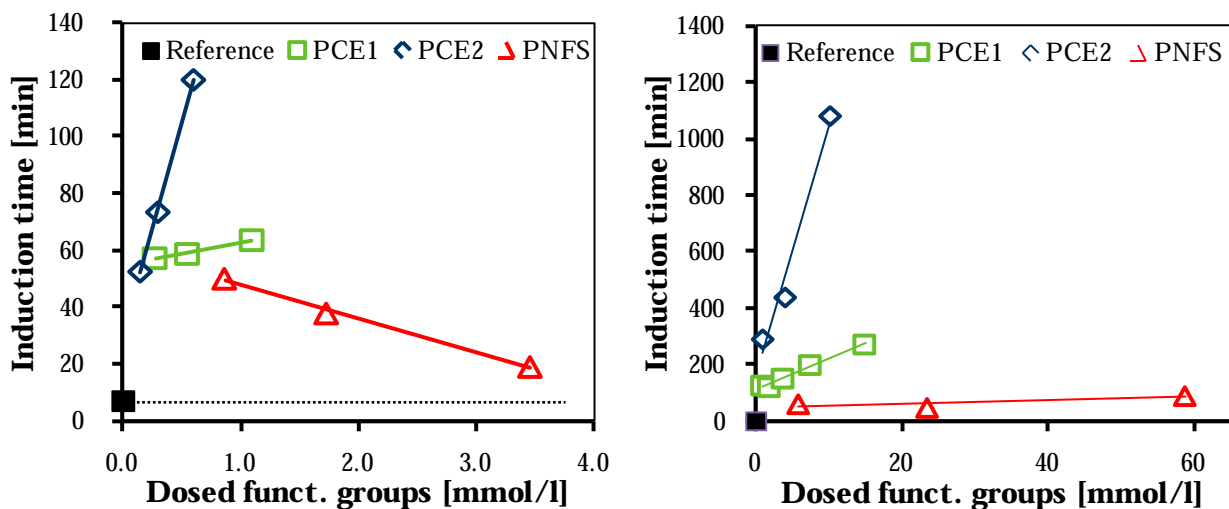 140
120
100
80
60
40
20
0
Induction time [min]
Reference PCE1 PCE2 PNFS
0.0 1.0 2.0 3.0 4.0
Dosed funct. groups [mmol/l]
1400
1200
1000
800
600
400
200
0
Induction time [min]
Reference PCE1 PCE2 PNFS
0 20 40 60
Dosed funct. groups [mmol/l]